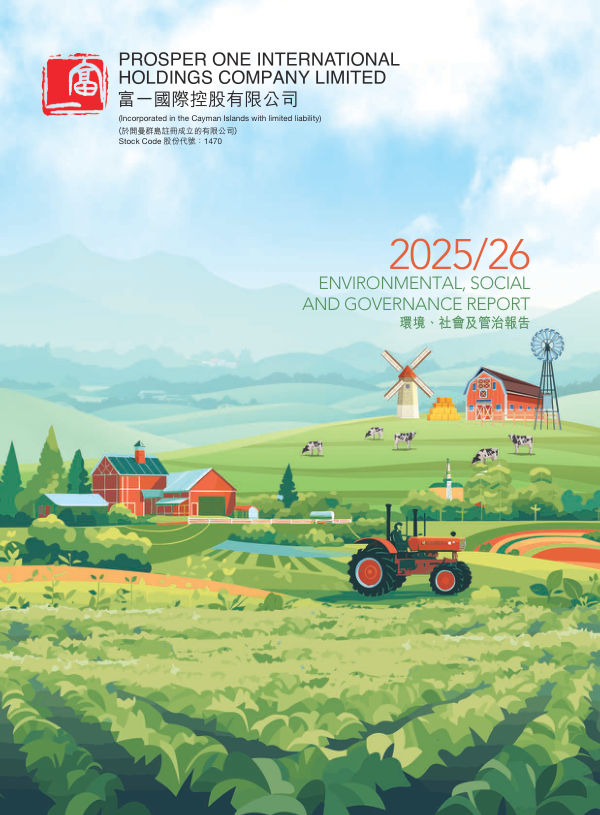 富一
PROSPER ONE INTERNATIONAL
HOLDINGS COMPANY LIMITED
富一國際控股有限公司
(Incorporated in the Cayman Islands with limited liability)
(於開曼群島註冊成立的有限公司)
Stock Code 股份代號：1470
2025/26
ENVIRONMENTAL, SOCIAL
AND GOVERNANCE REPORT
環境、社會及管治報告